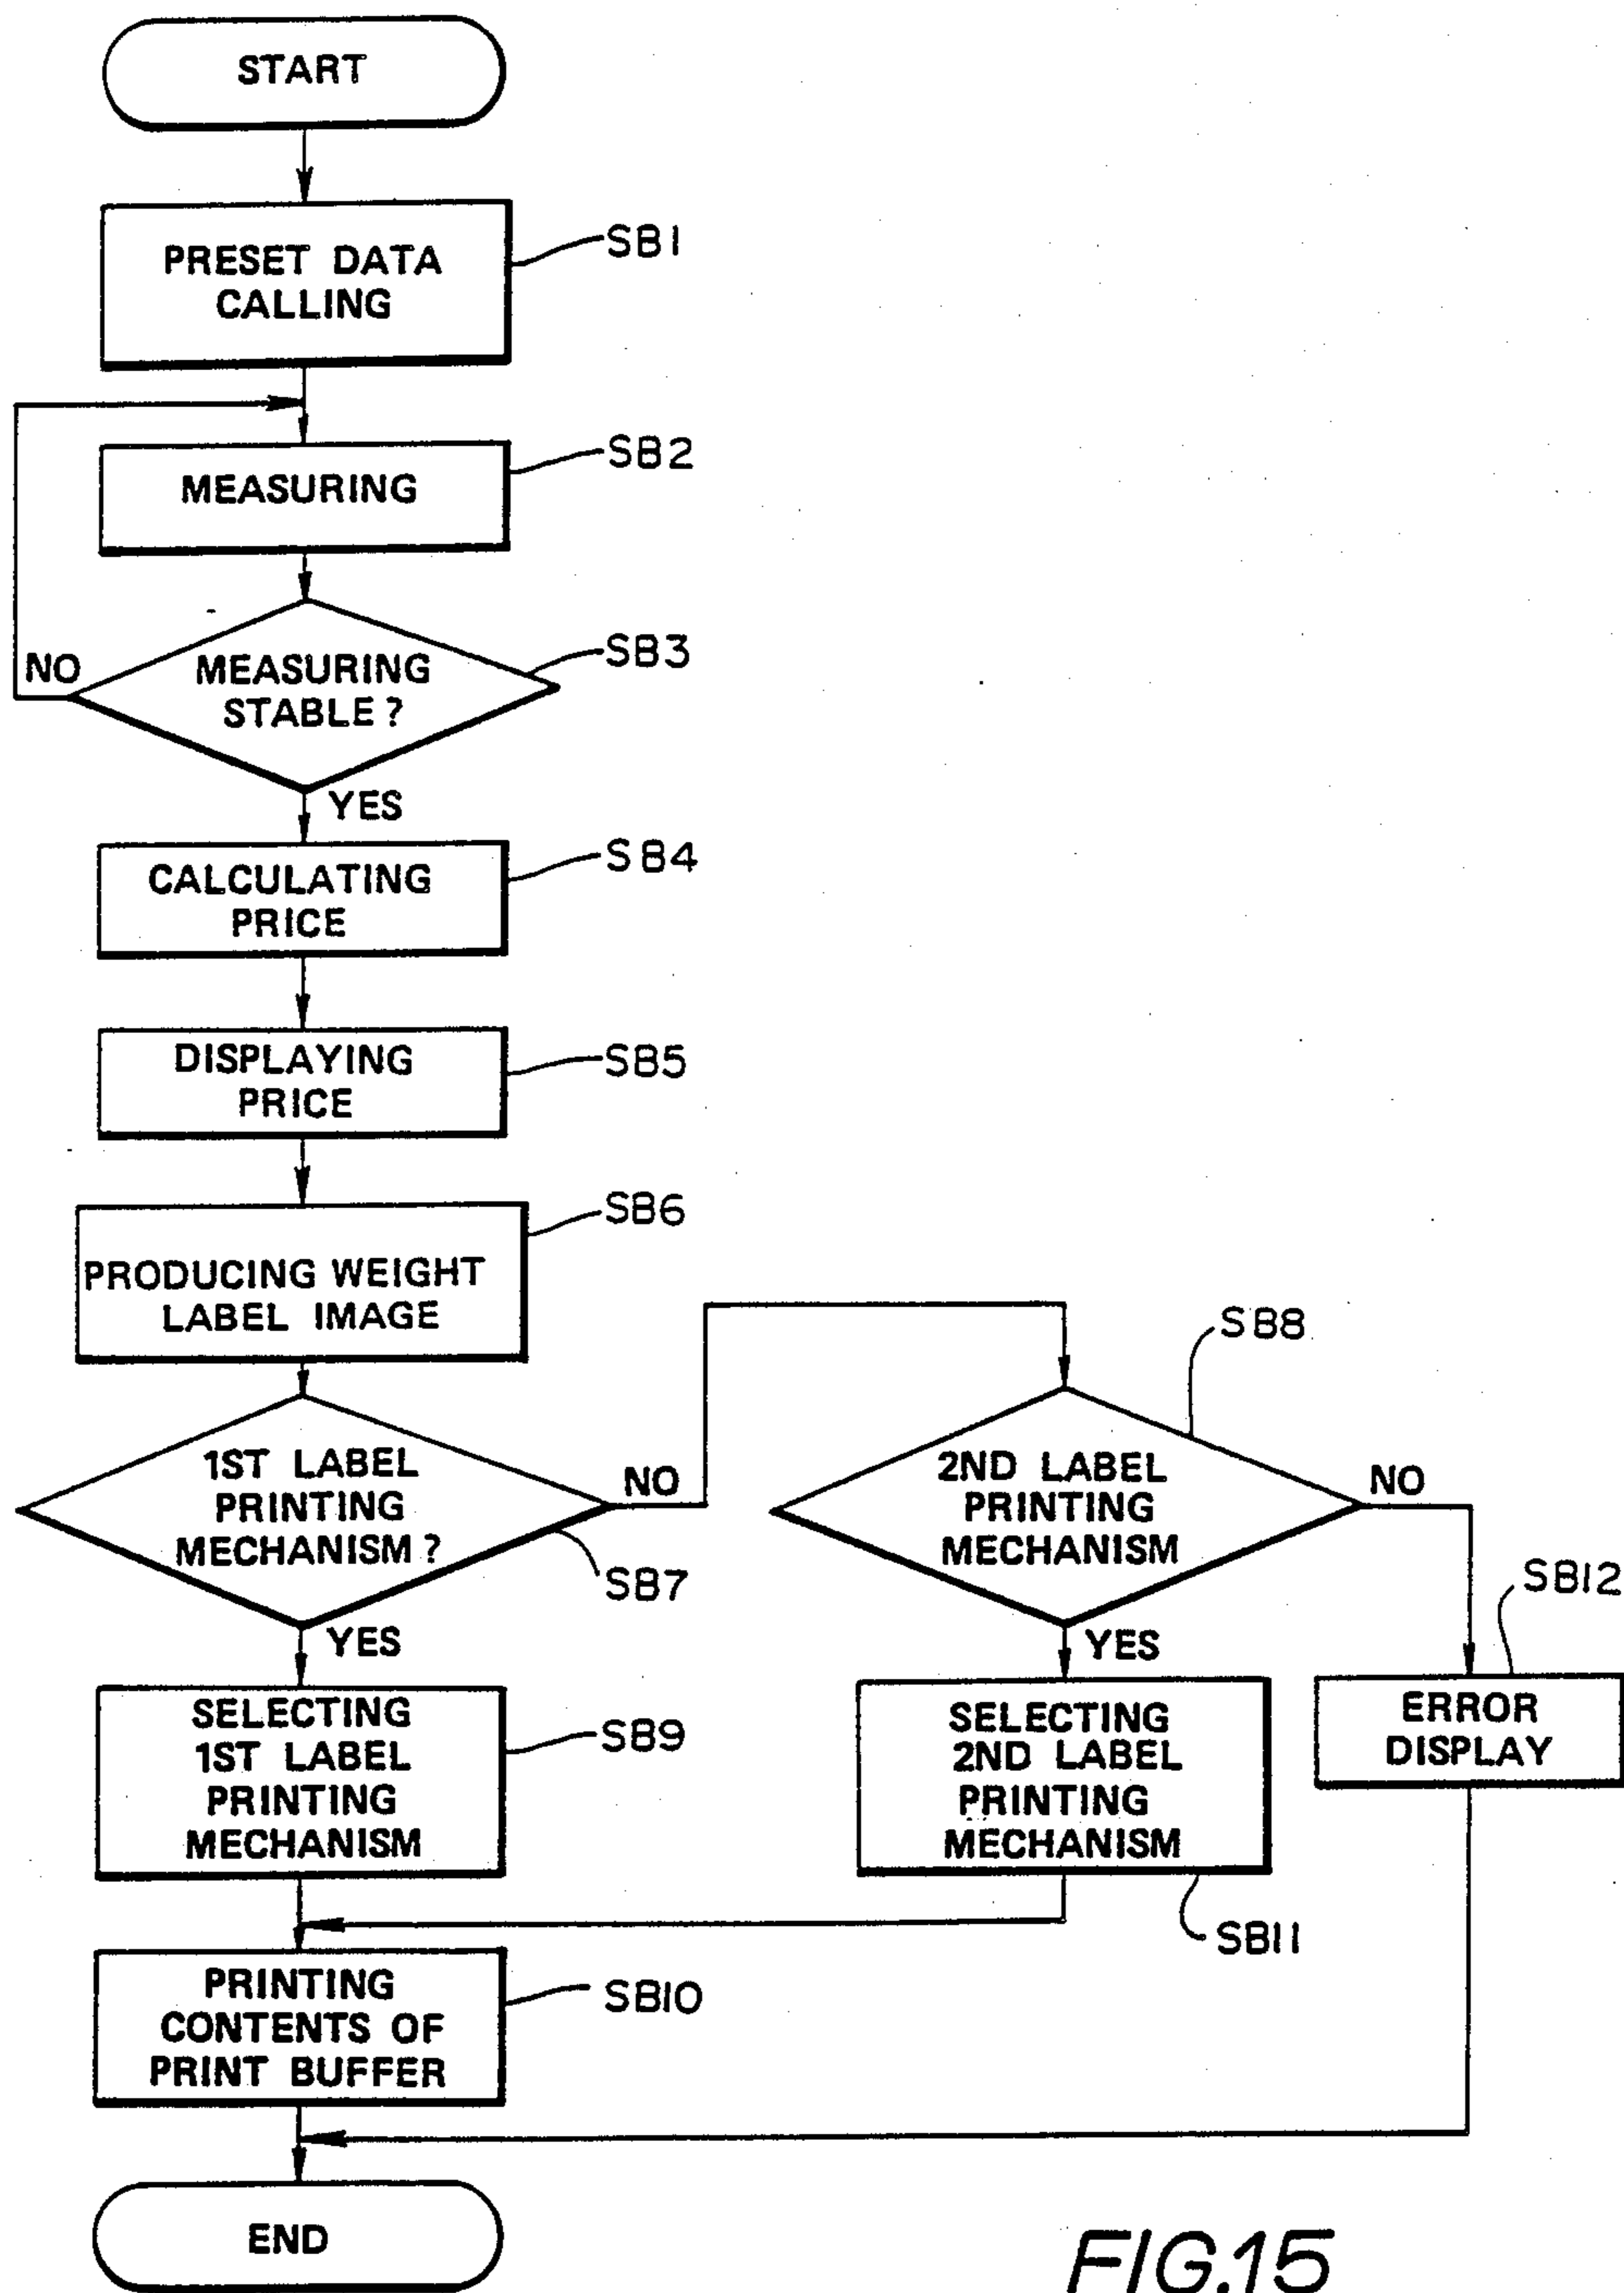 START
PRESET DATA
CALLING
SB1
MEASURING
SB2
MEASURING
STABLE?
SB3
NO
YES
CALCULATING
PRICE
SB4
DISPLAYING
PRICE
SB5
PRODUCING WEIGHT
LABEL IMAGE
SB6
1ST LABEL
PRINTING
MECHANISM?
NO
SB7
YES
2ND LABEL
PRINTING
MECHANISM
SB8
NO
YES
SELECTING
1ST LABEL
PRINTING
MECHANISM
SB9
SELECTING
2ND LABEL
PRINTING
MECHANISM
SB11
ERROR
DISPLAY
SB12
PRINTING
CONTENTS OF
PRINT BUFFER
SB10
END
FIG.15